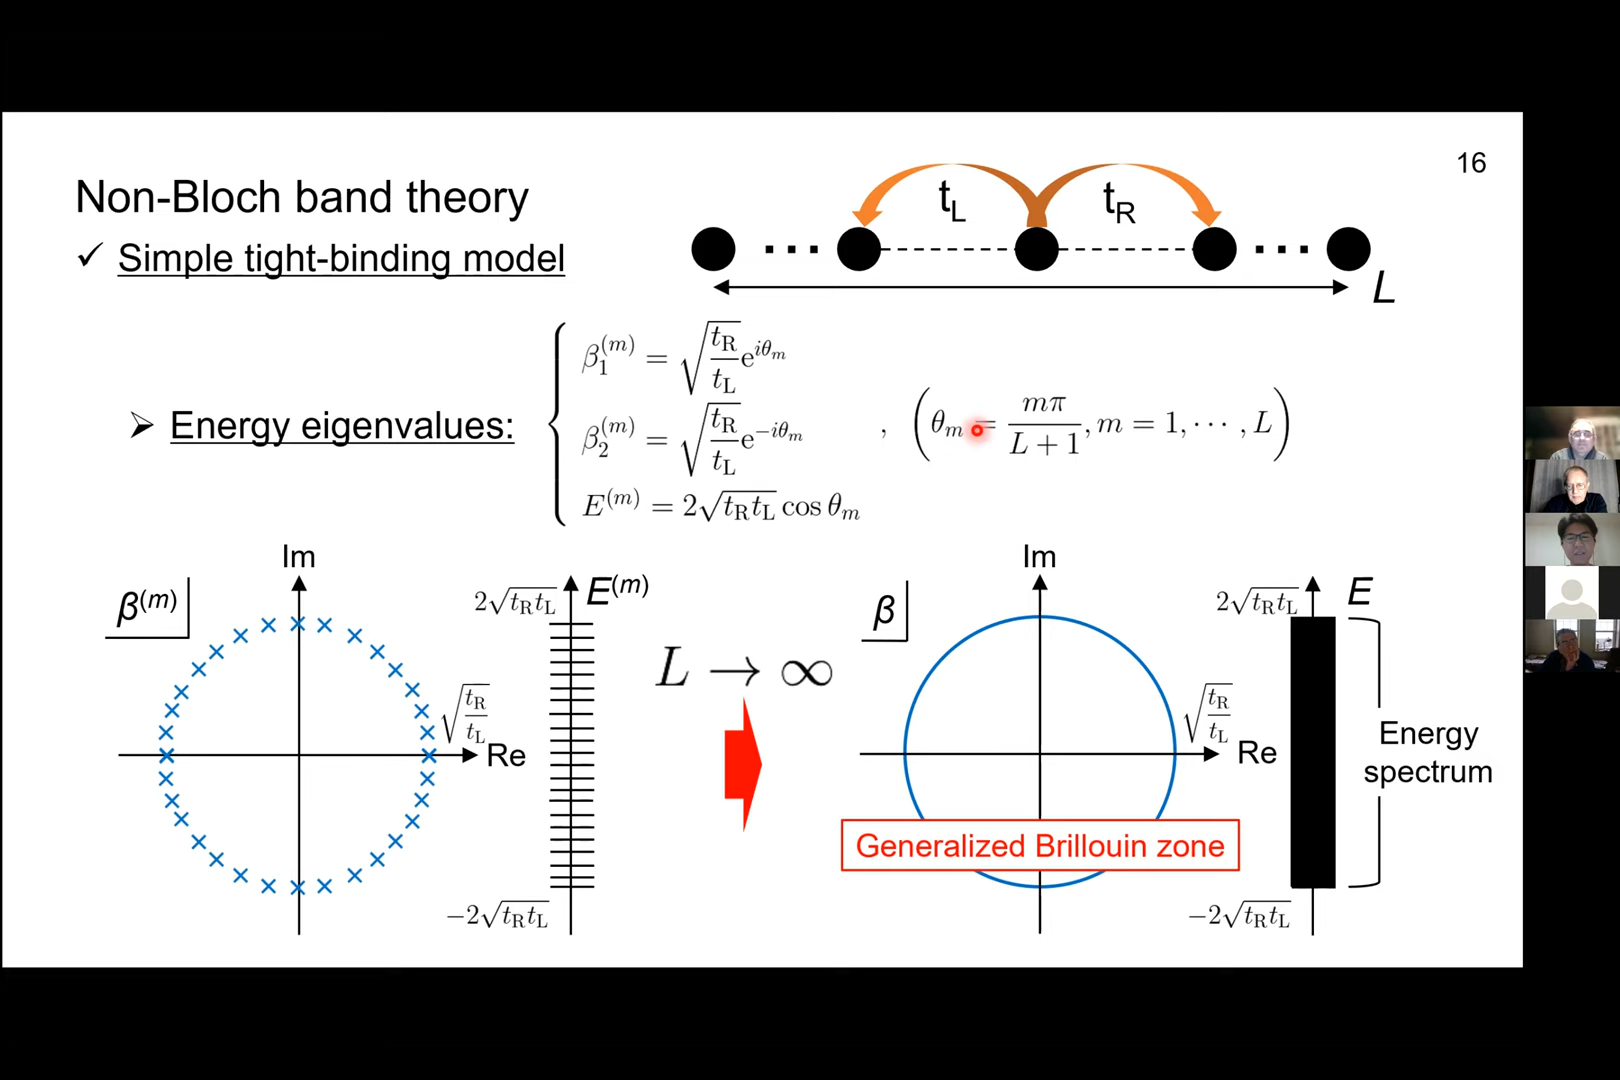 16
Non-Bloch band theory
✓ Simple tight-binding model
t_L t_R
L
➢ Energy eigenvalues:
β_1^{(m)} = √(t_R/t_L) e^{iθ_m}
β_2^{(m)} = √(t_R/t_L) e^{-iθ_m}
E^{(m)} = 2√(t_R t_L) cos θ_m
, (θ_m = mπ/(L + 1), m = 1, ⋯ , L)
β^{(m)}
Im
√(t_R/t_L)
Re
2√(t_R t_L)
E^{(m)}
−2√(t_R t_L)
L → ∞
β
Im
√(t_R/t_L)
Re
Generalized Brillouin zone
2√(t_R t_L)
E
−2√(t_R t_L)
Energy
spectrum